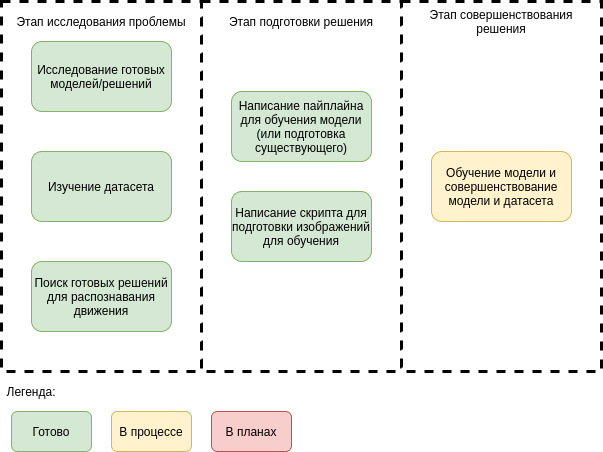 Этап исследования проблемы
Исследование готовых
моделей/решений
Изучение датасета
Поиск готовых решений
для распознавания
движения
Этап подготовки решения
Написание пайплайна
для обучения модели
(или подготовка
существующего)
Написание скрипта для
подготовки изображений
для обучения
Этап совершенствования
решения
Обучение модели и
совершенствование
модели и датасета
Легенда:
Готово
В процессе
В планах